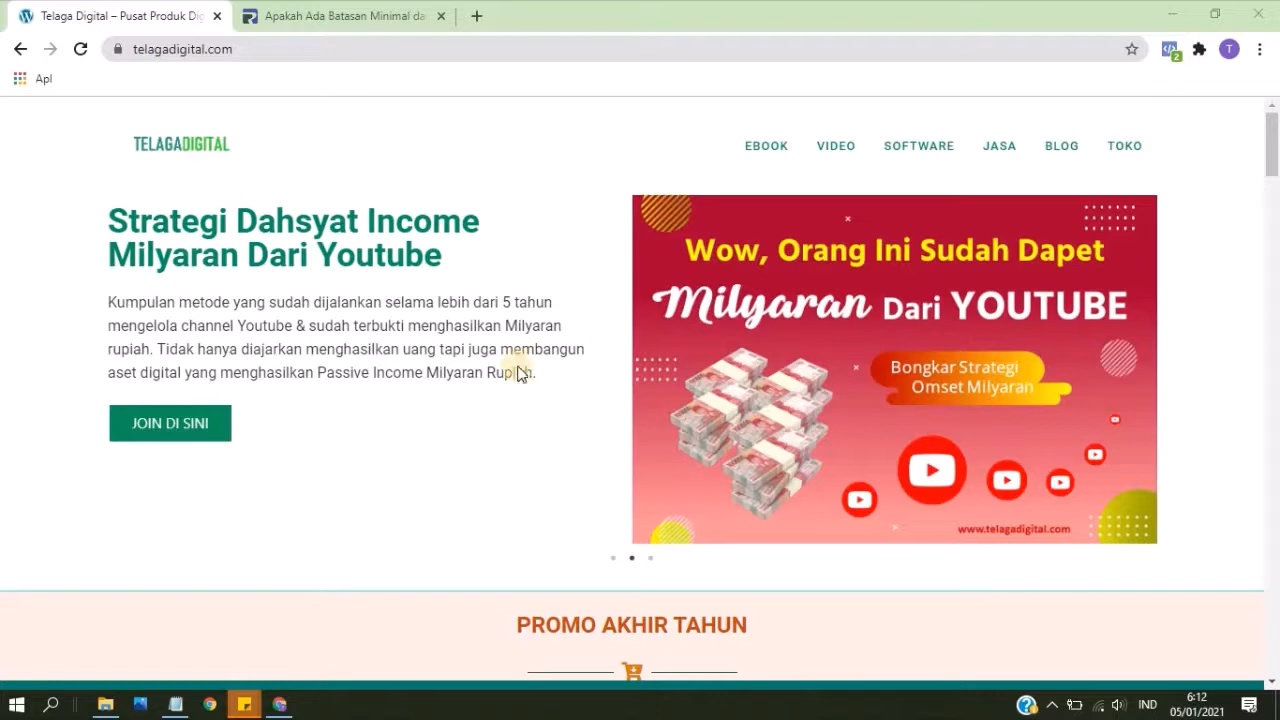 Telaga Digital – Pusat Produk Dig
Apakah Ada Batasan Minimal da
telagadigital.com
2
T
Apl
TELAGADIGITAL
EBOOK
VIDEO
SOFTWARE
JASA
BLOG
TOKO
Strategi Dahsyat Income
Milyaran Dari Youtube
Kumpulan metode yang sudah dijalankan selama lebih dari 5 tahun
mengelola channel Youtube & sudah terbukti menghasilkan Milyaran
rupiah. Tidak hanya diajarkan menghasilkan uang tapi juga membangun
aset digital yang menghasilkan Passive Income Milyaran Rupiah.
JOIN DI SINI
Wow, Orang Ini Sudah Dapet
Milyaran Dari YOUTUBE
Bongkar Strategi
Omset Milyaran
www.telagadigital.com
PROMO AKHIR TAHUN
IND
6:12
05/01/2021